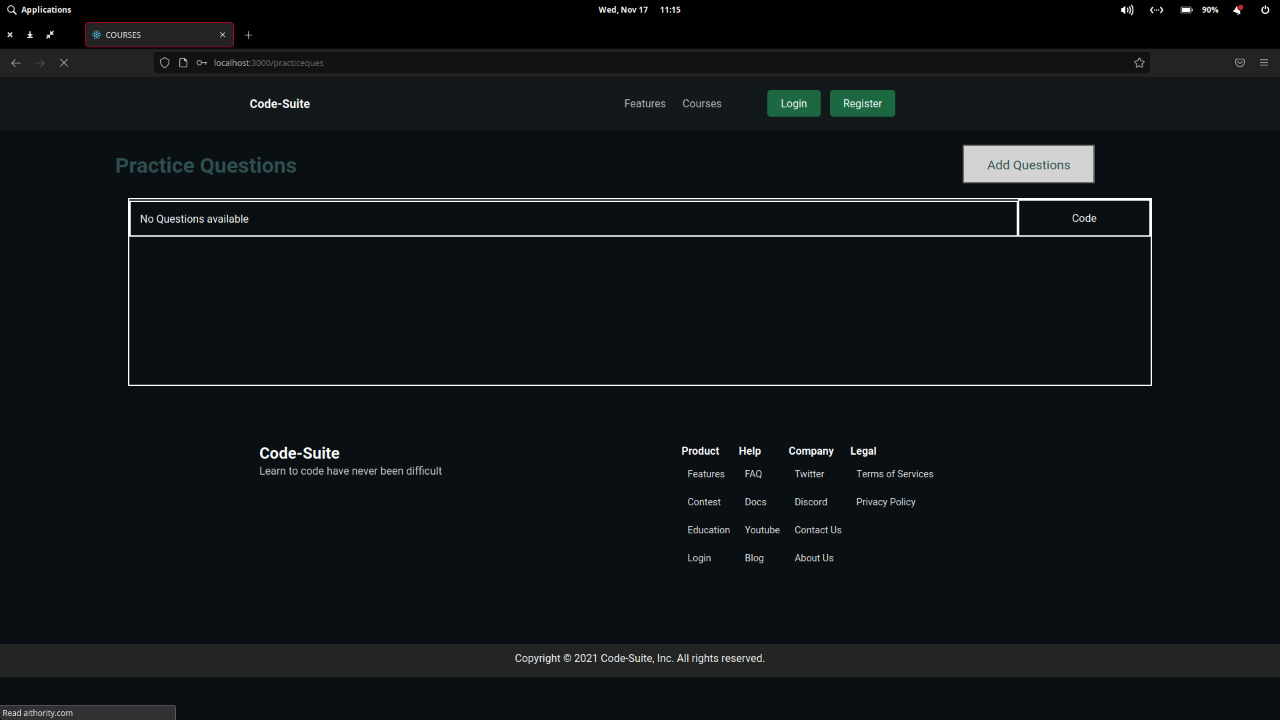 Applications Wed, Nov 17 11:15 90%
COURSES
localhost:3000/practiceques
Code-Suite Features Courses Login Register
Practice Questions Add Questions
No Questions available Code
Code-Suite
Learn to code have never been difficult
Product Help Company Legal
Features FAQ Twitter Terms of Services
Contest Docs Discord Privacy Policy
Education Youtube Contact Us
Login Blog About Us
Copyright © 2021 Code-Suite, Inc. All rights reserved.
Read aithority.com